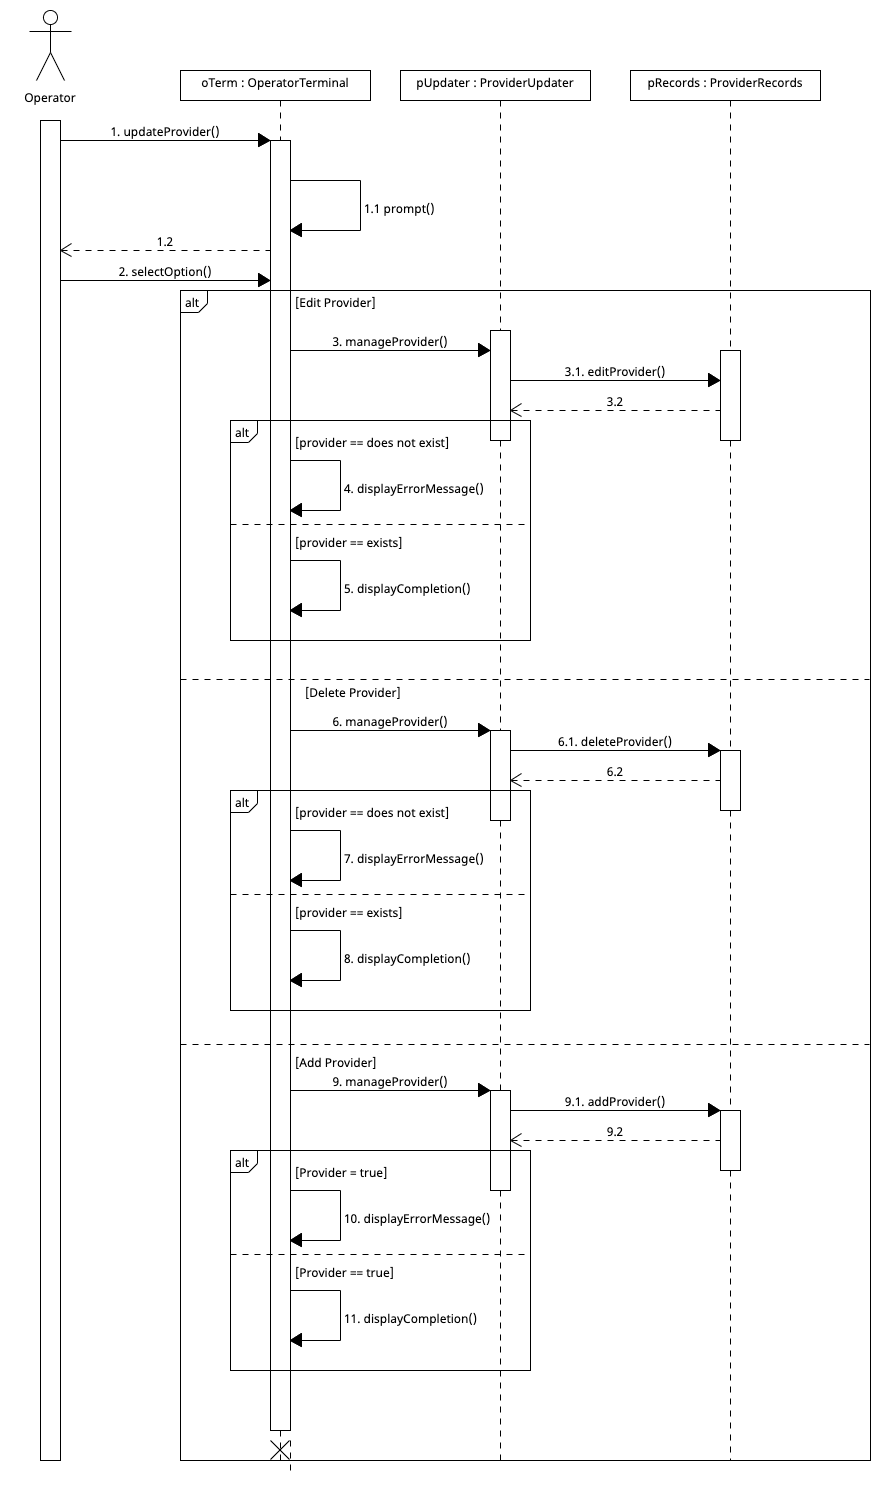 Operator
oTerm : OperatorTerminal
pUpdater : ProviderUpdater
pRecords : ProviderRecords
1. updateProvider()
1.1 prompt()
1.2
2. selectOption()
alt
[Edit Provider]
3. manageProvider()
3.1. editProvider()
3.2
alt
[provider == does not exist]
4. displayErrorMessage()
[provider == exists]
5. displayCompletion()
[Delete Provider]
6. manageProvider()
6.1. deleteProvider()
6.2
alt
[provider == does not exist]
7. displayErrorMessage()
[provider == exists]
8. displayCompletion()
[Add Provider]
9. manageProvider()
9.1. addProvider()
9.2
alt
[Provider = true]
10. displayErrorMessage()
[Provider == true]
11. displayCompletion()